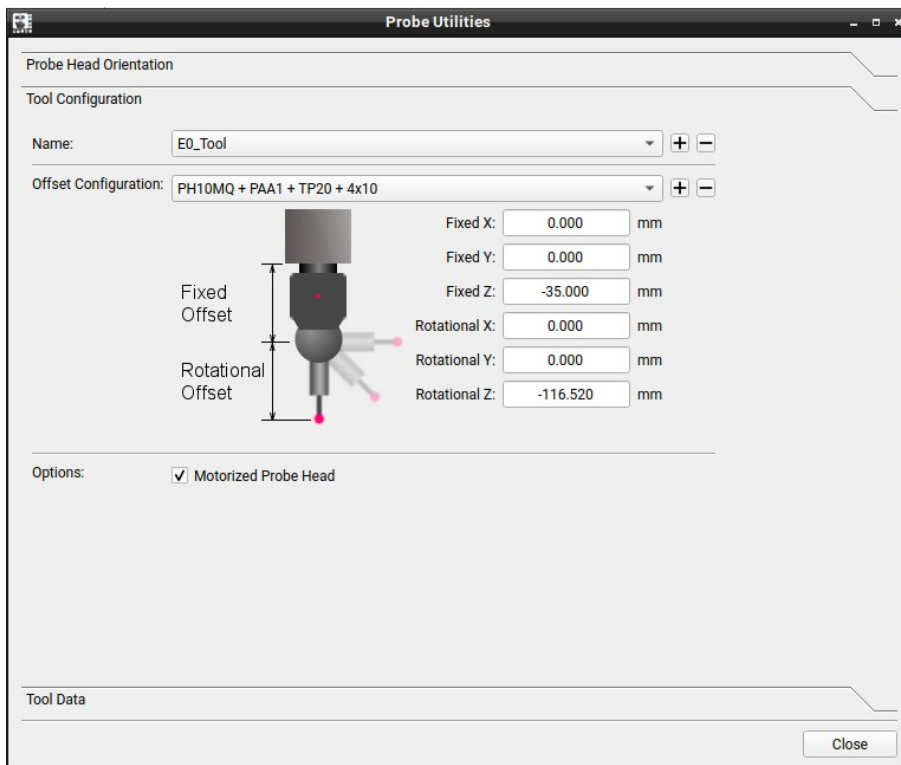 Probe Utilities
Probe Head Orientation
Tool Configuration
Name: E0_Tool
Offset Configuration: PH10MQ + PAA1 + TP20 + 4x10
Fixed X: 0.000 mm
Fixed Y: 0.000 mm
Fixed Z: -35.000 mm
Rotational X: 0.000 mm
Rotational Y: 0.000 mm
Rotational Z: -116.520 mm
Fixed
Offset
Rotational
Offset
Options: Motorized Probe Head
Tool Data
Close